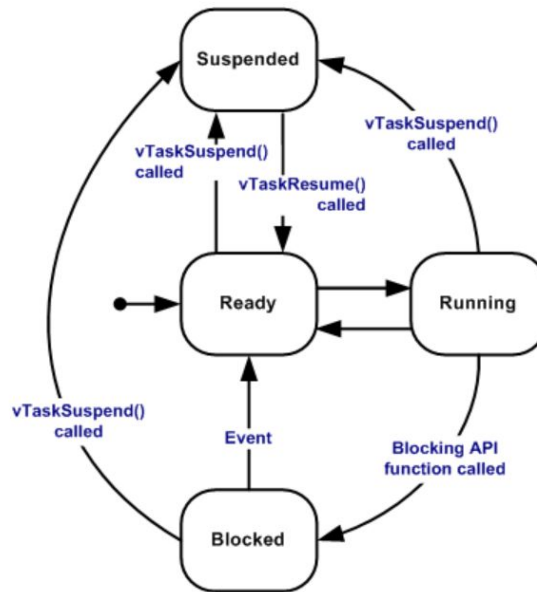 Suspended
vTaskSuspend()
called
vTaskSuspend()
called
vTaskResume()
called
Ready
Running
vTaskSuspend()
called
Event
Blocking API
function called
Blocked